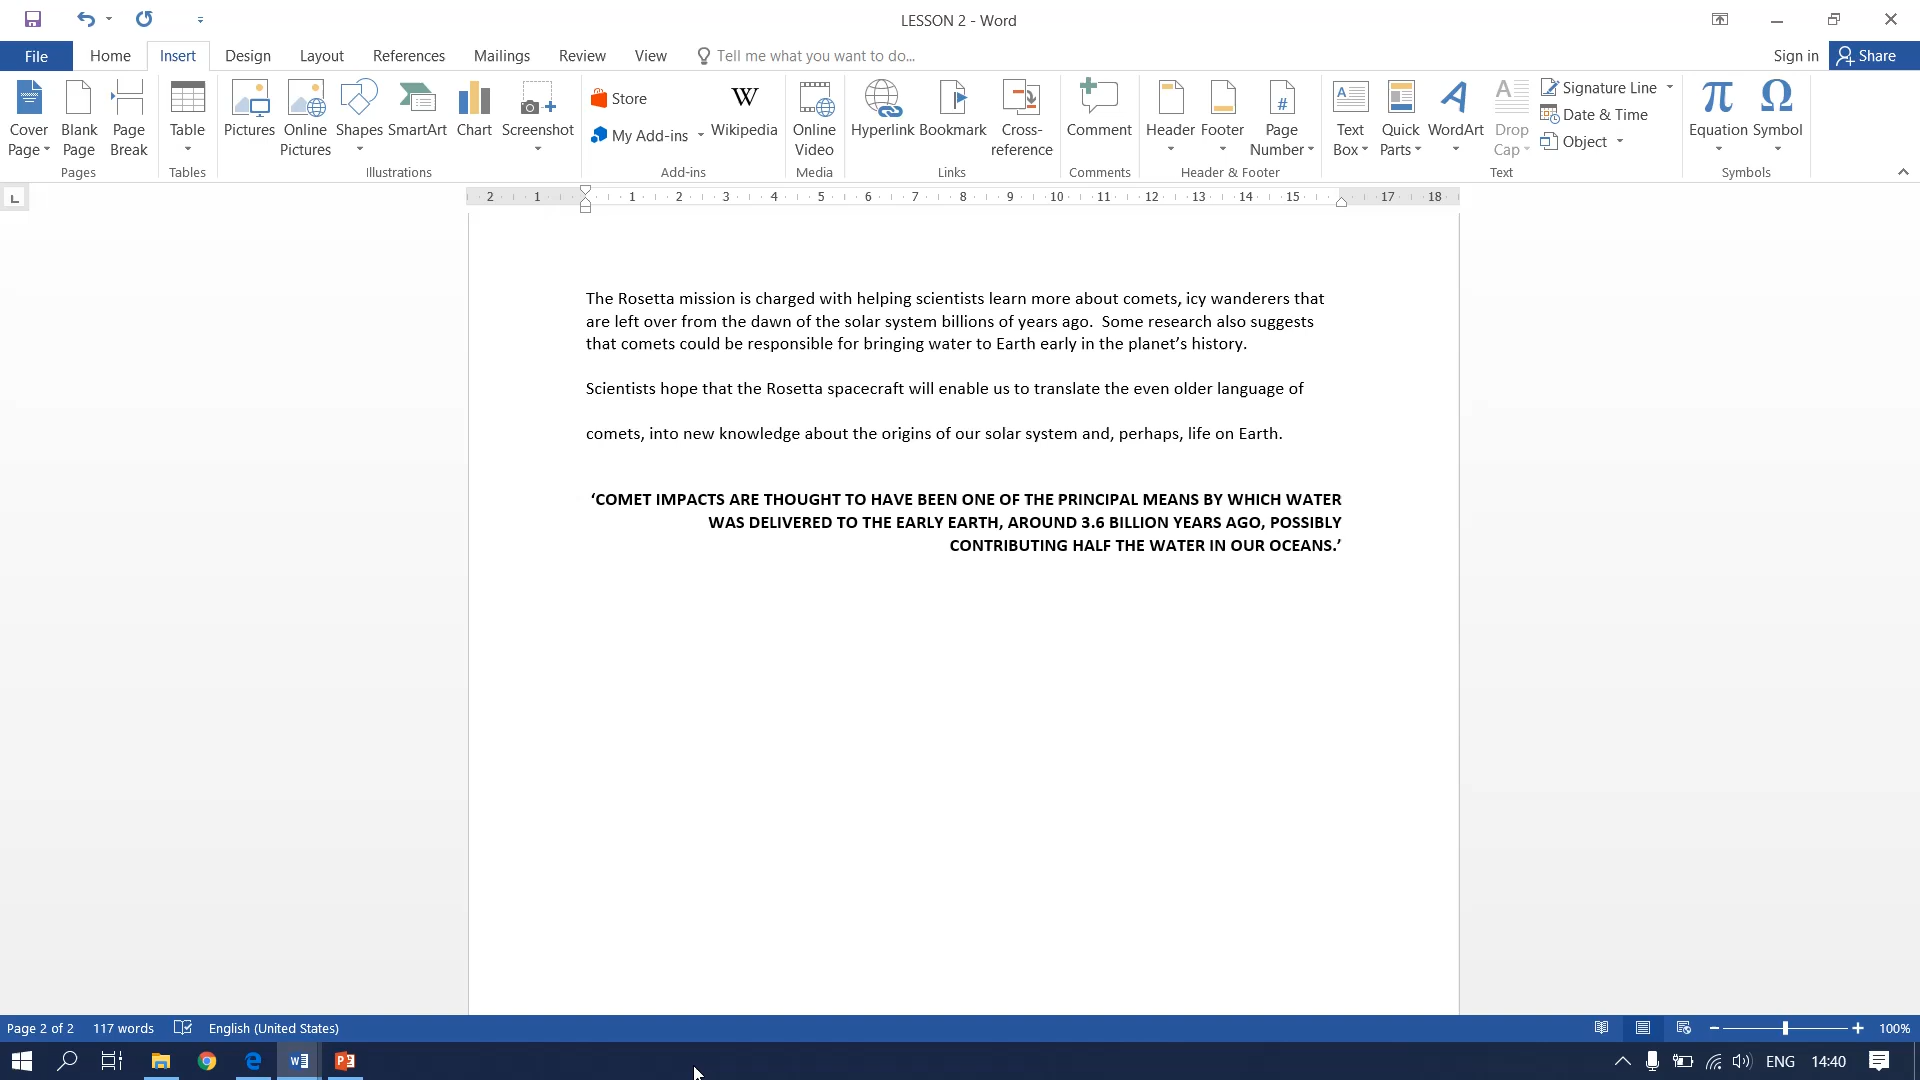 LESSON 2 - Word
File Home Insert Design Layout References Mailings Review View Tell me what you want to do... Sign in Share
Cover Page
Blank Page
Page Break
Pages
Table
Tables
Pictures
Online Pictures
Shapes
SmartArt
Chart
Screenshot
Illustrations
Store
My Add-ins
Wikipedia
Add-ins
Online Video
Media
Hyperlink
Bookmark
Cross-reference
Links
Comment
Comments
Header
Footer
Page Number
Header & Footer
Text Box
Quick Parts
WordArt
Drop Cap
Signature Line
Date & Time
Object
Text
Equation
Symbol
Symbols
2 1 1 2 3 4 5 6 7 8 9 10 11 12 13 14 15 17 18
The Rosetta mission is charged with helping scientists learn more about comets, icy wanderers that
are left over from the dawn of the solar system billions of years ago.  Some research also suggests
that comets could be responsible for bringing water to Earth early in the planet’s history.
Scientists hope that the Rosetta spacecraft will enable us to translate the even older language of
comets, into new knowledge about the origins of our solar system and, perhaps, life on Earth.
‘COMET IMPACTS ARE THOUGHT TO HAVE BEEN ONE OF THE PRINCIPAL MEANS BY WHICH WATER
WAS DELIVERED TO THE EARLY EARTH, AROUND 3.6 BILLION YEARS AGO, POSSIBLY
CONTRIBUTING HALF THE WATER IN OUR OCEANS.’
Page 2 of 2 117 words English (United States) 100%
ENG 14:40